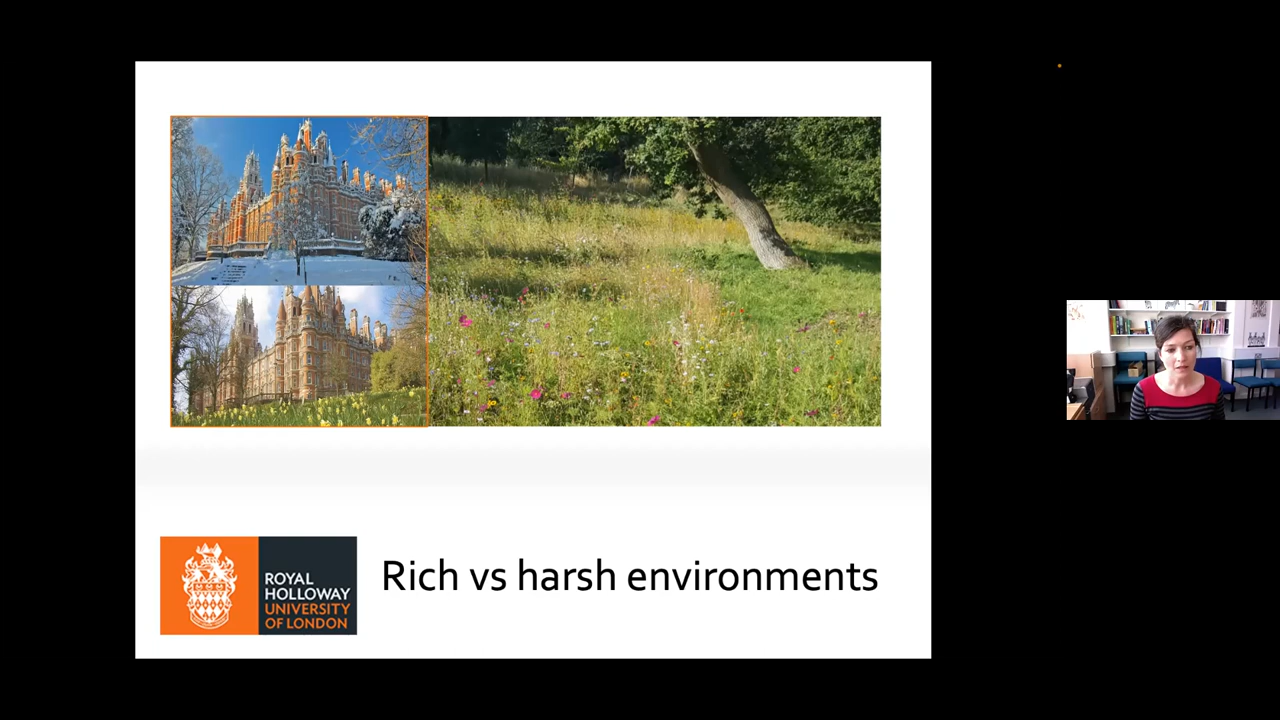 ROYAL
HOLLOWAY
UNIVERSITY
OF LONDON
Rich vs harsh environments